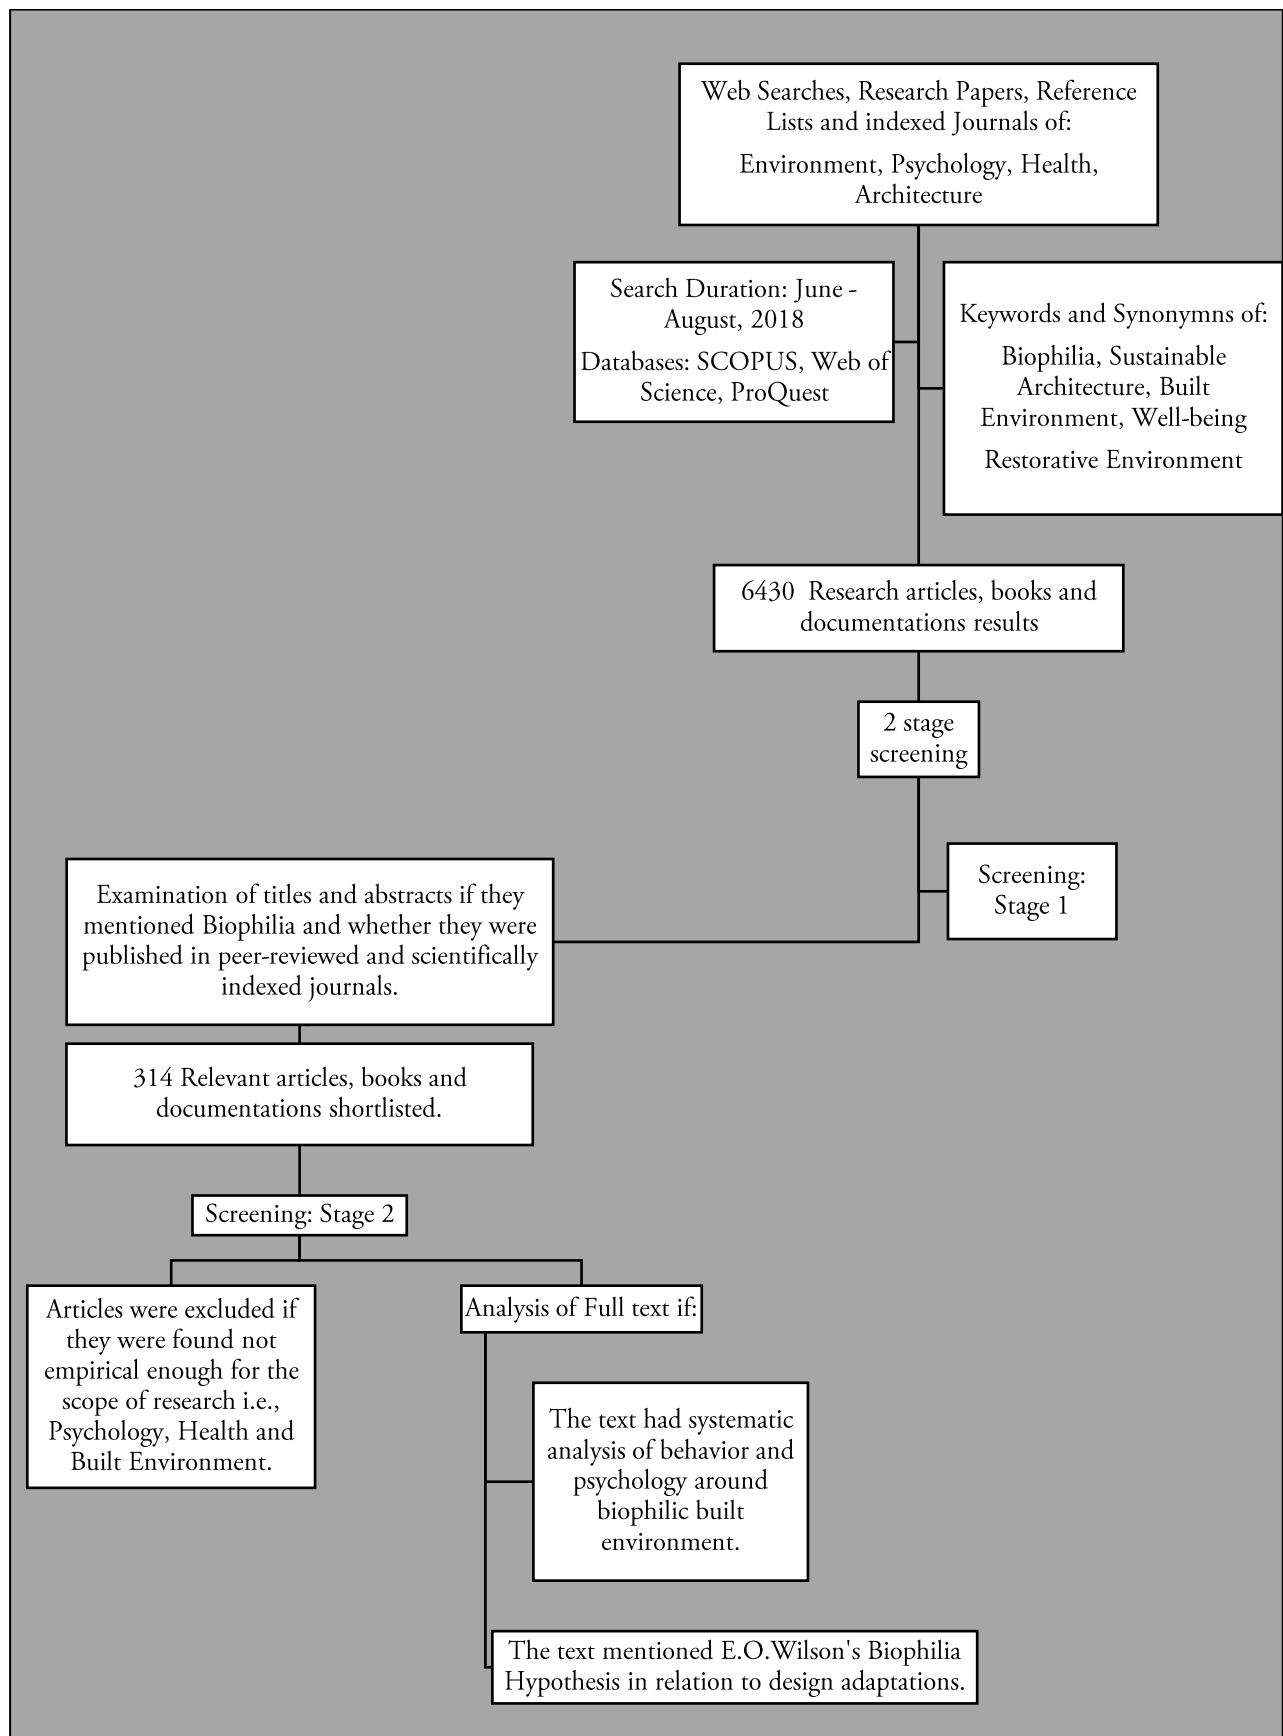 Web Searches, Research Papers, Reference
Lists and indexed Journals of:
Environment, Psychology, Health,
Architecture
Search Duration: June -
August, 2018
Databases: SCOPUS, Web of
Science, ProQuest
Keywords and Synonymns of:
Biophilia, Sustainable
Architecture, Built
Environment, Well-being
Restorative Environment
6430 Research articles, books and
documentations results
2 stage
screening
Screening:
Stage 1
Examination of titles and abstracts if they
mentioned Biophilia and whether they were
published in peer-reviewed and scientifically
indexed journals.
314 Relevant articles, books and
documentations shortlisted.
Screening: Stage 2
Articles were excluded if
they were found not
empirical enough for the
scope of research i.e.,
Psychology, Health and
Built Environment.
Analysis of Full text if:
The text had systematic
analysis of behavior and
psychology around
biophilic built
environment.
The text mentioned E.O.Wilson's Biophilia
Hypothesis in relation to design adaptations.